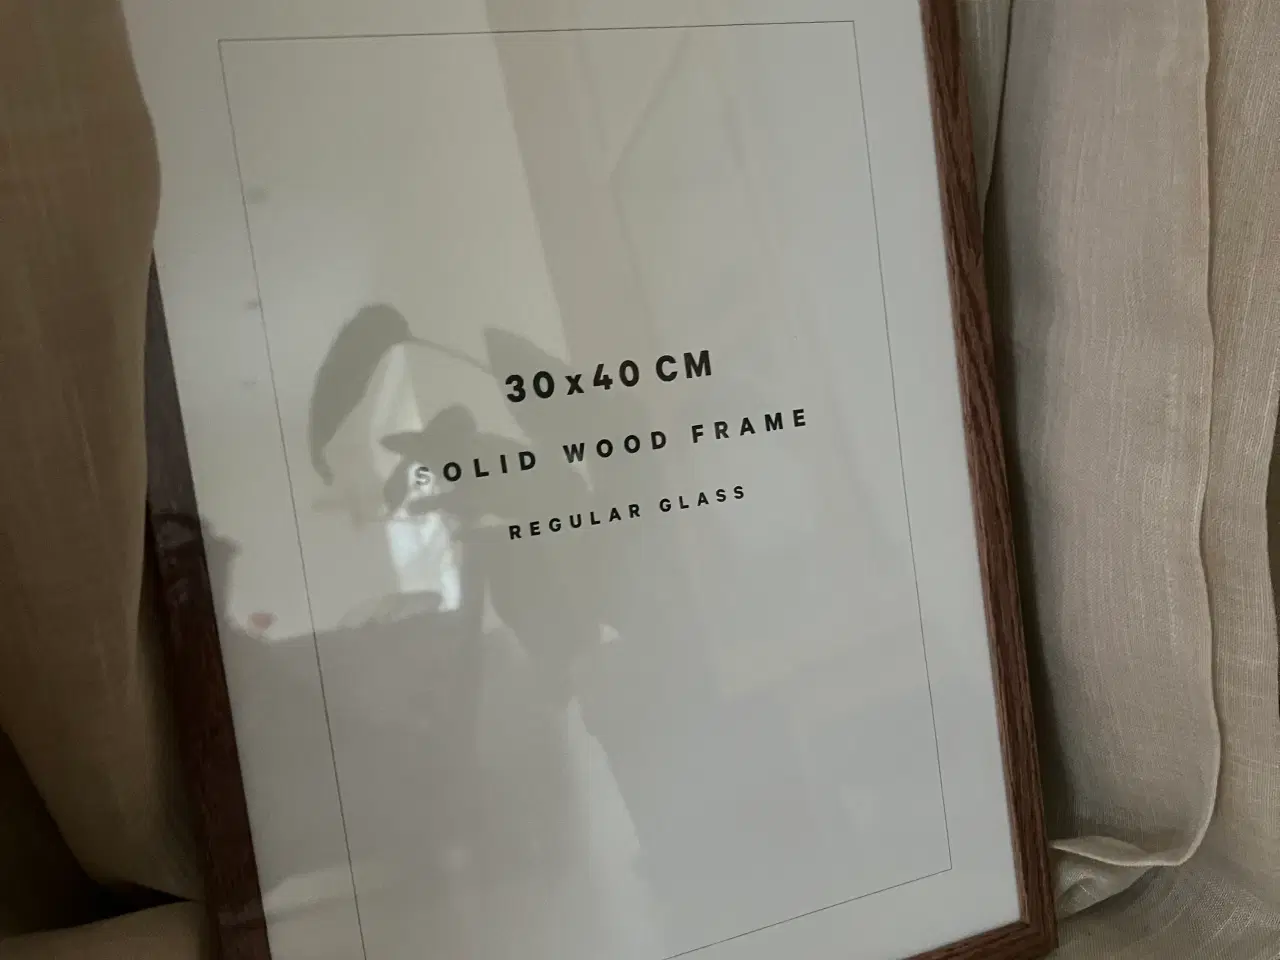 30x40 CM
SOLID WOOD FRAME
REGULAR GLASS